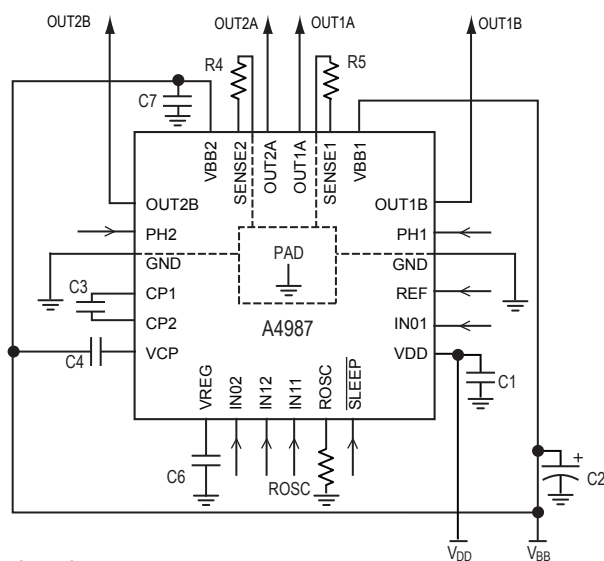 OUT2B
OUT2A
OUT1A
OUT1B
R4
R5
C7
VBB2
SENSE2
OUT2A
OUT1A
SENSE1
VBB1
OUT2B
OUT1B
PH2
PH1
GND
PAD
GND
CP1
REF
C3
CP2
A4987
IN01
C4
VCP
VDD
C1
VREG
IN02
IN12
IN11
ROSC
SLEEP
C6
ROSC
+
C2
VDD
VBB